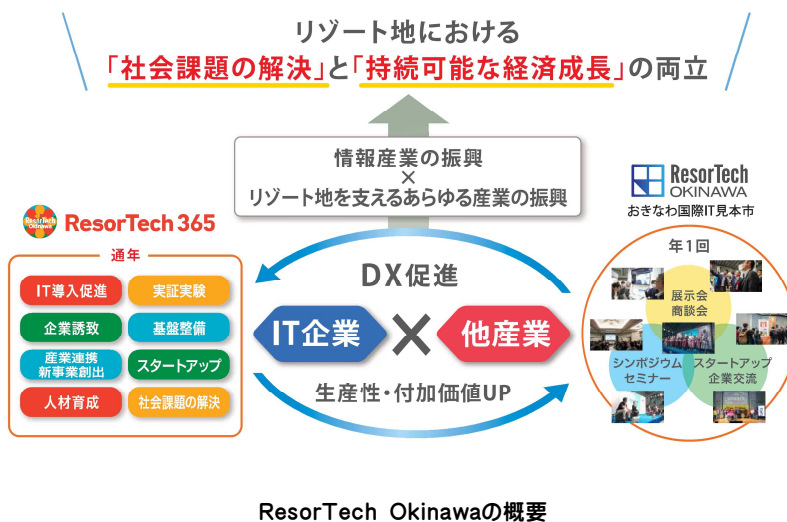 リゾート地における
「社会課題の解決」と「持続可能な経済成長」の両立
情報産業の振興
×
リゾート地を支えるあらゆる産業の振興
ResorTech Okinawa
ResorTech 365
通年
IT導入促進
実証実験
企業誘致
基盤整備
産業連携
新事業創出
スタートアップ
人材育成
社会課題の解決
DX促進
IT企業
×
他産業
生産性・付加価値UP
ResorTech
OKINAWA
おきなわ国際IT見本市
年1回
展示会
商談会
シンポジウム
セミナー
スタートアップ
企業交流
ResorTech Okinawaの概要